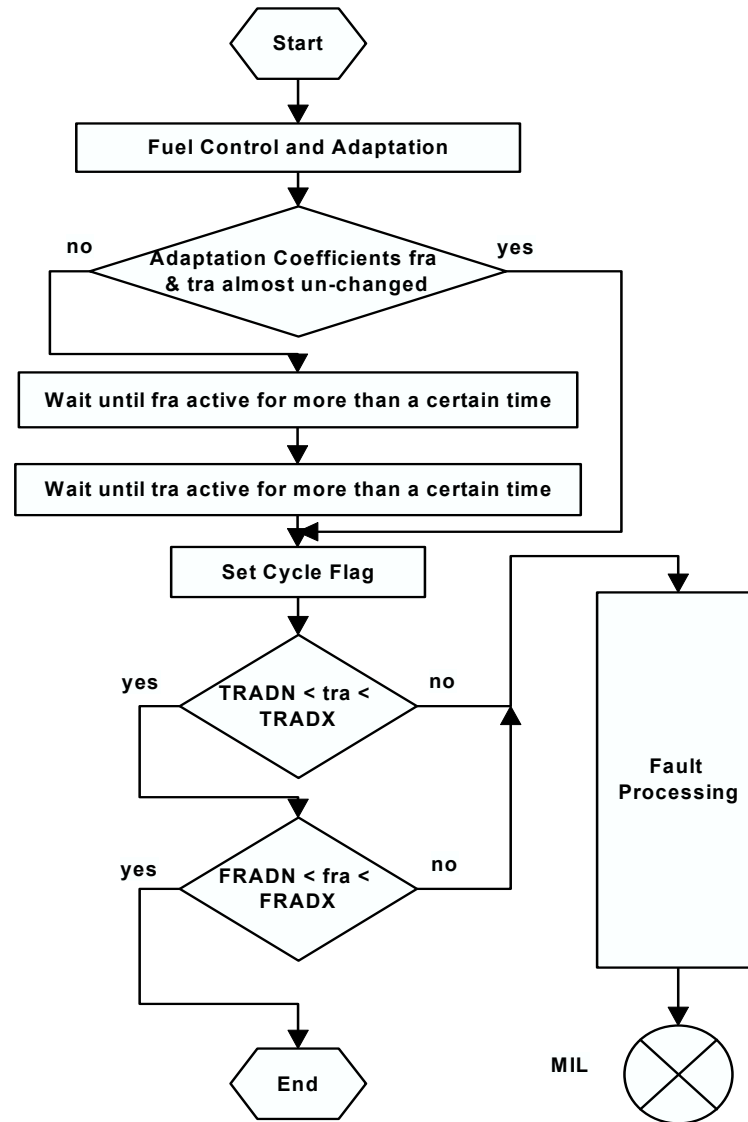 Start
Fuel Control and Adaptation
no
yes
Adaptation Coefficients fra
& tra almost un-changed
Wait until fra active for more than a certain time
Wait until tra active for more than a certain time
Set Cycle Flag
yes
no
TRADN < tra <
TRADX
Fault
Processing
yes
no
FRADN < fra <
FRADX
MIL
End